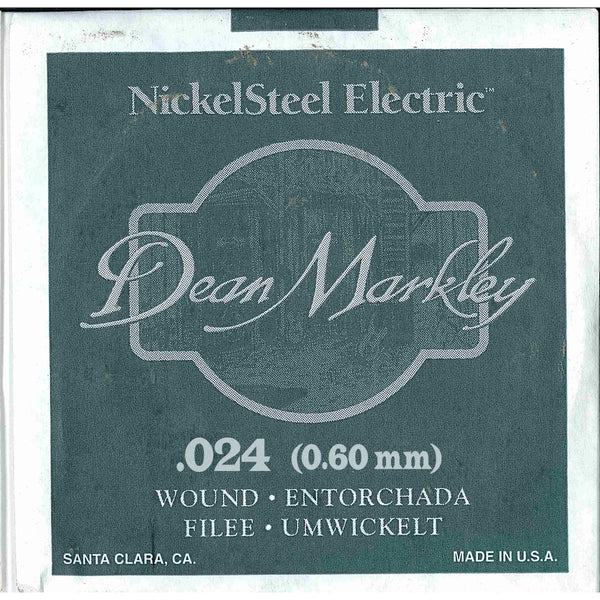 NickelSteel Electric™
Dean Markley
.024 (0.60 mm)
WOUND • ENTORCHADA
FILEE • UMWICKELT
SANTA CLARA, CA. MADE IN U.S.A.